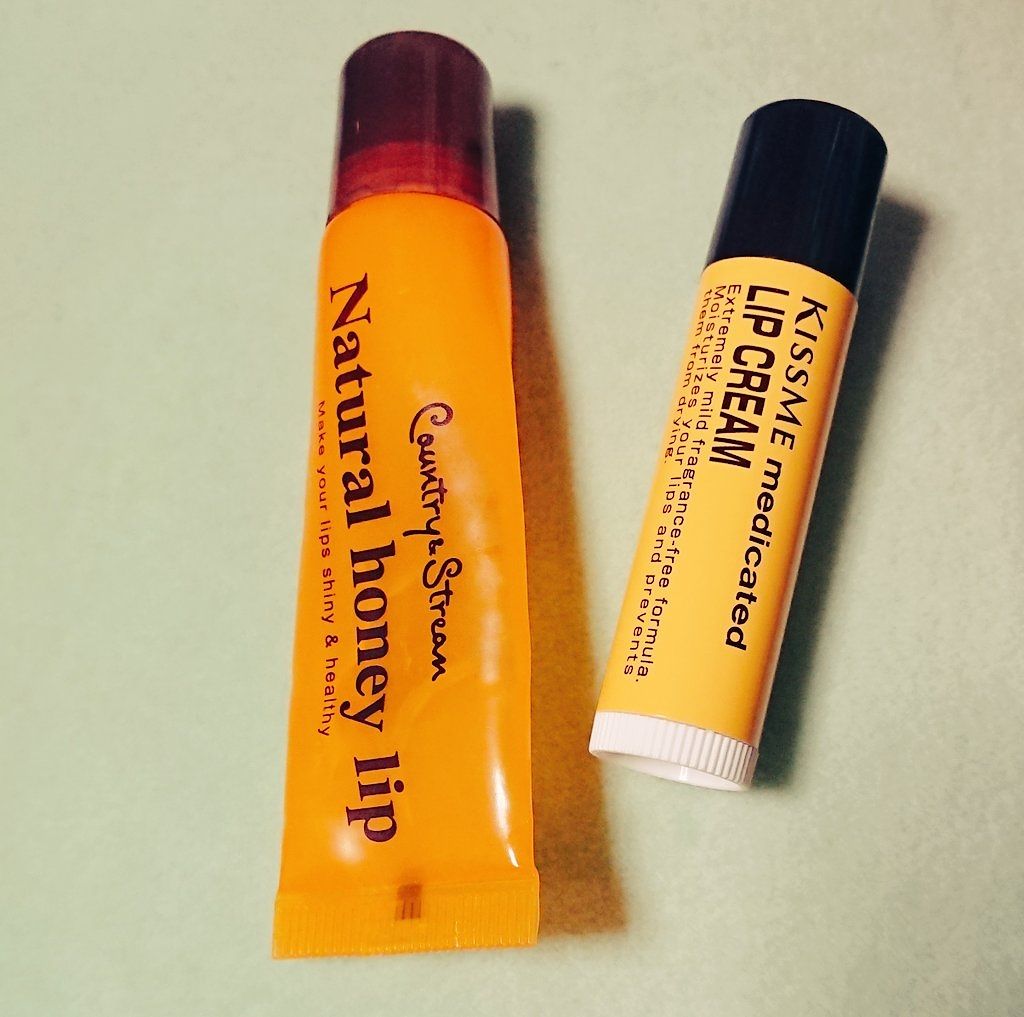 Country & Stream
Natural honey lip
Make your lips shiny & healthy
KISSME medicated
LIP CREAM
Extremely mild fragrance-free formula.
Moisturizes your lips and prevents
them from drying.